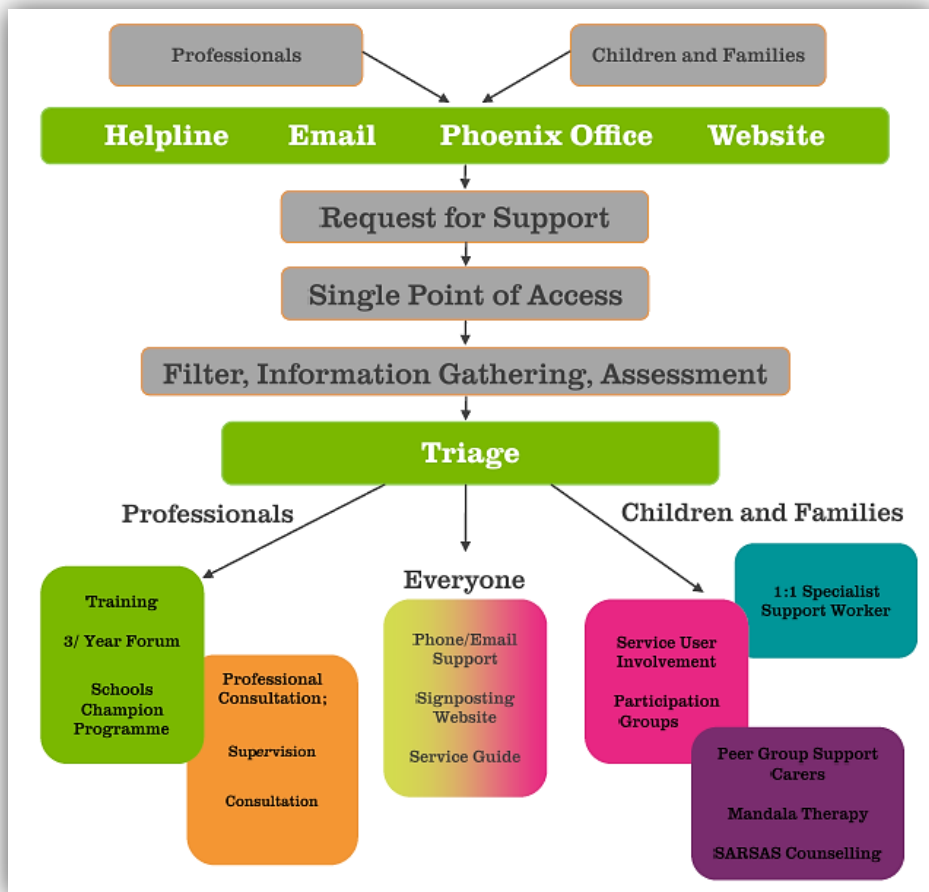 Professionals
Children and Families
Helpline Email Phoenix Office Website
Request for Support
Single Point of Access
Filter, Information Gathering, Assessment
Triage
Professionals
Children and Families
Everyone
Training
3/ Year Forum
Schools
Champion
Programme
Professional
Consultation;
Supervision
Consultation
Phone/Email
Support
Signposting
Website
Service Guide
Service User
Involvement
Participation
Groups
1:1 Specialist
Support Worker
Peer Group Support
Carers
Mandala Therapy
SARSAS Counselling